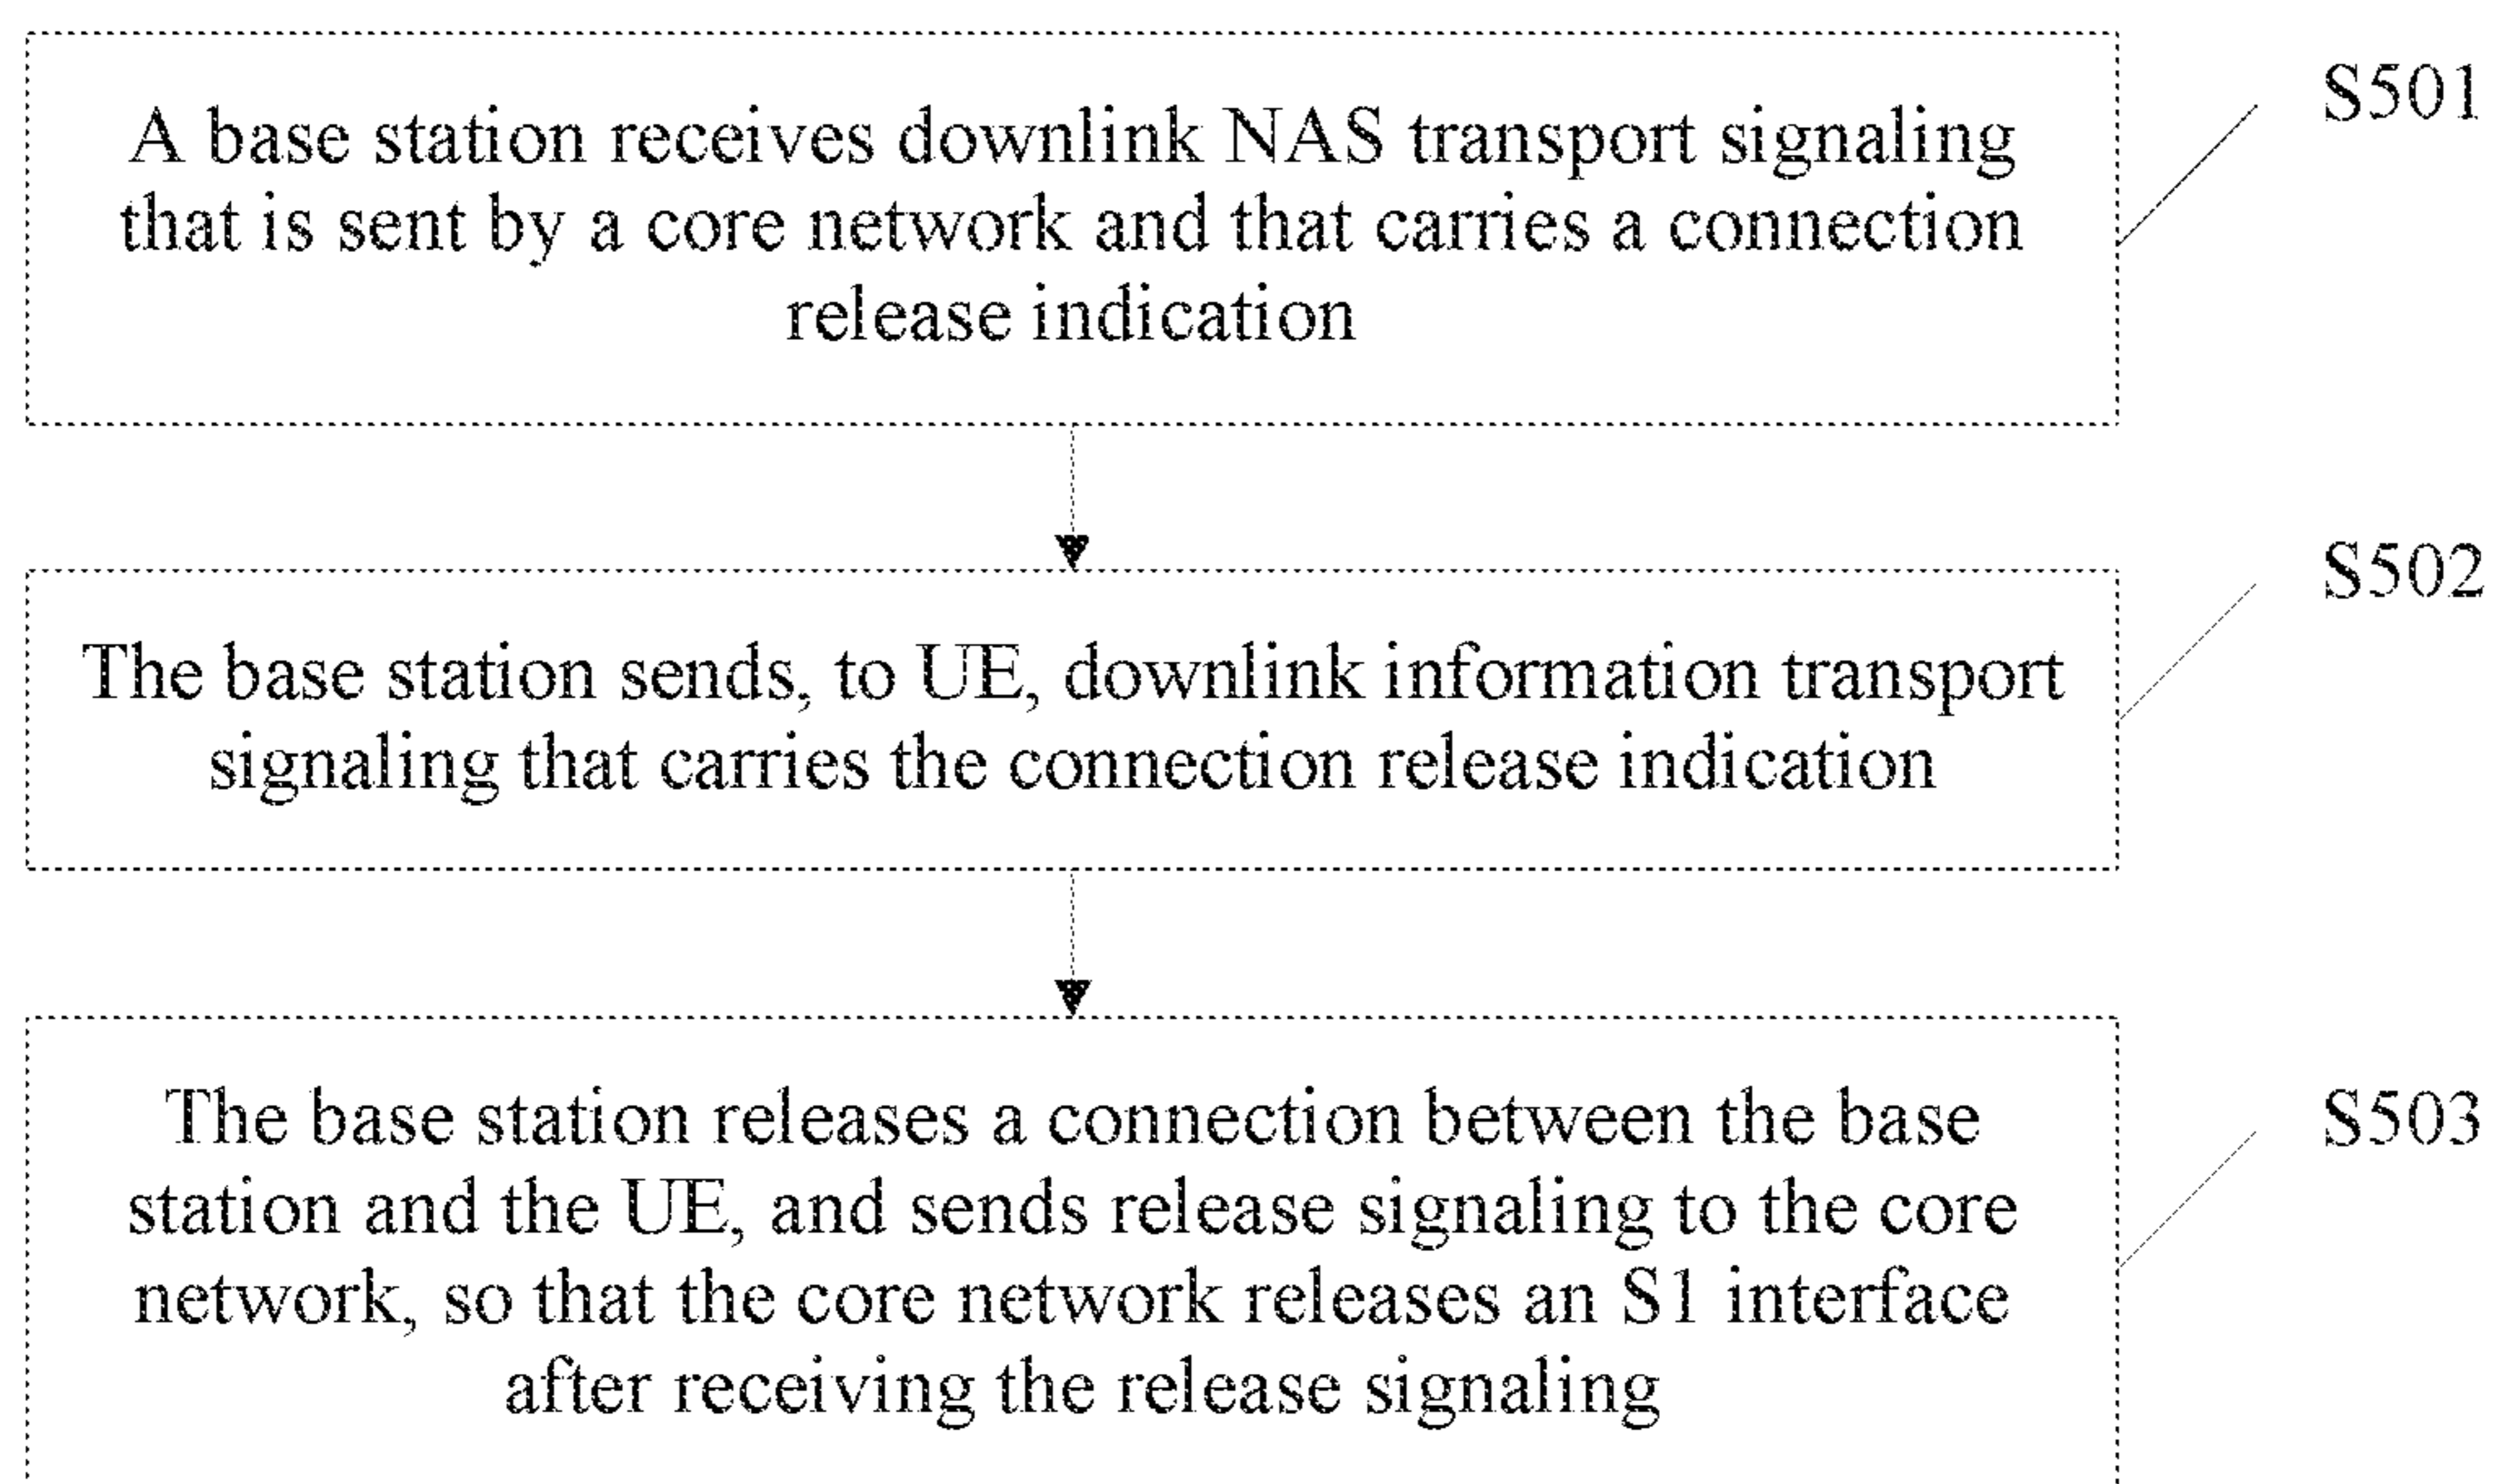 A base station receives downlink NAS transport signaling
that is sent by a core network and that carries a connection
release indication
S501
The base station sends, to UE, downlink information transport
signaling that carries the connection release indication
S502
The base station releases a connection between the base
station and the UE, and sends release signaling to the core
network, so that the core network releases an S1 interface
after receiving the release signaling
S503